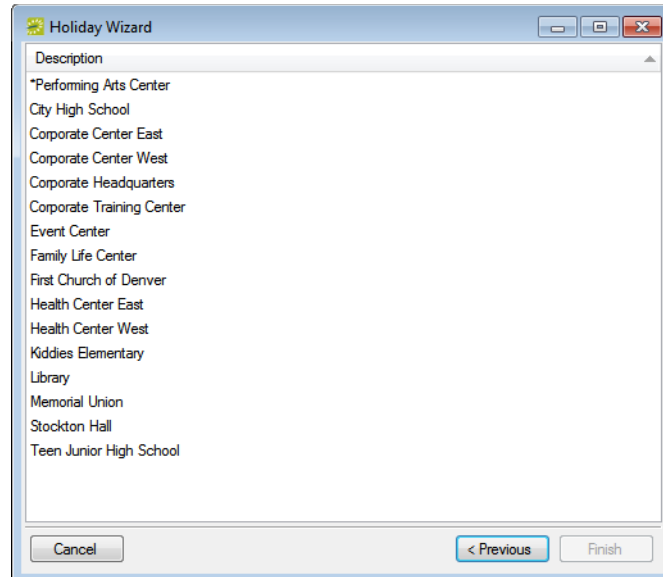 Holiday Wizard
Description
*Performing Arts Center
City High School
Corporate Center East
Corporate Center West
Corporate Headquarters
Corporate Training Center
Event Center
Family Life Center
First Church of Denver
Health Center East
Health Center West
Kiddies Elementary
Library
Memorial Union
Stockton Hall
Teen Junior High School
Cancel < Previous Finish